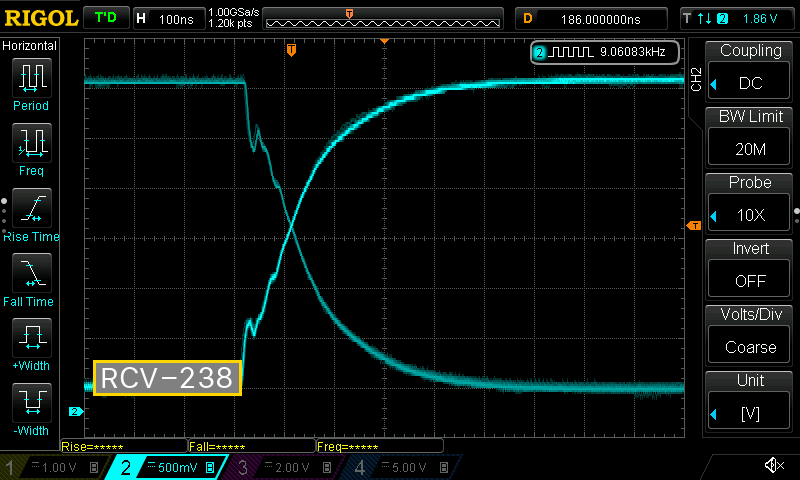 RIGOL T'D H 100ns 1.00GSa/s D 186.000000ns T 2 1.86 V
1.20k pts
T
Horizontal
Period
Freq
Rise Time
Fall Time
+Width
-Width
T
2 9.06083kHz
T
2
RCV-238
Rise=***** Fall=***** Freq=*****
CH2
Coupling
DC
BW Limit
20M
Probe
10X
Invert
OFF
Volts/Div
Coarse
Unit
[V]
1 1.00 V B 2 500mV B 3 2.00 V B 4 5.00 V B